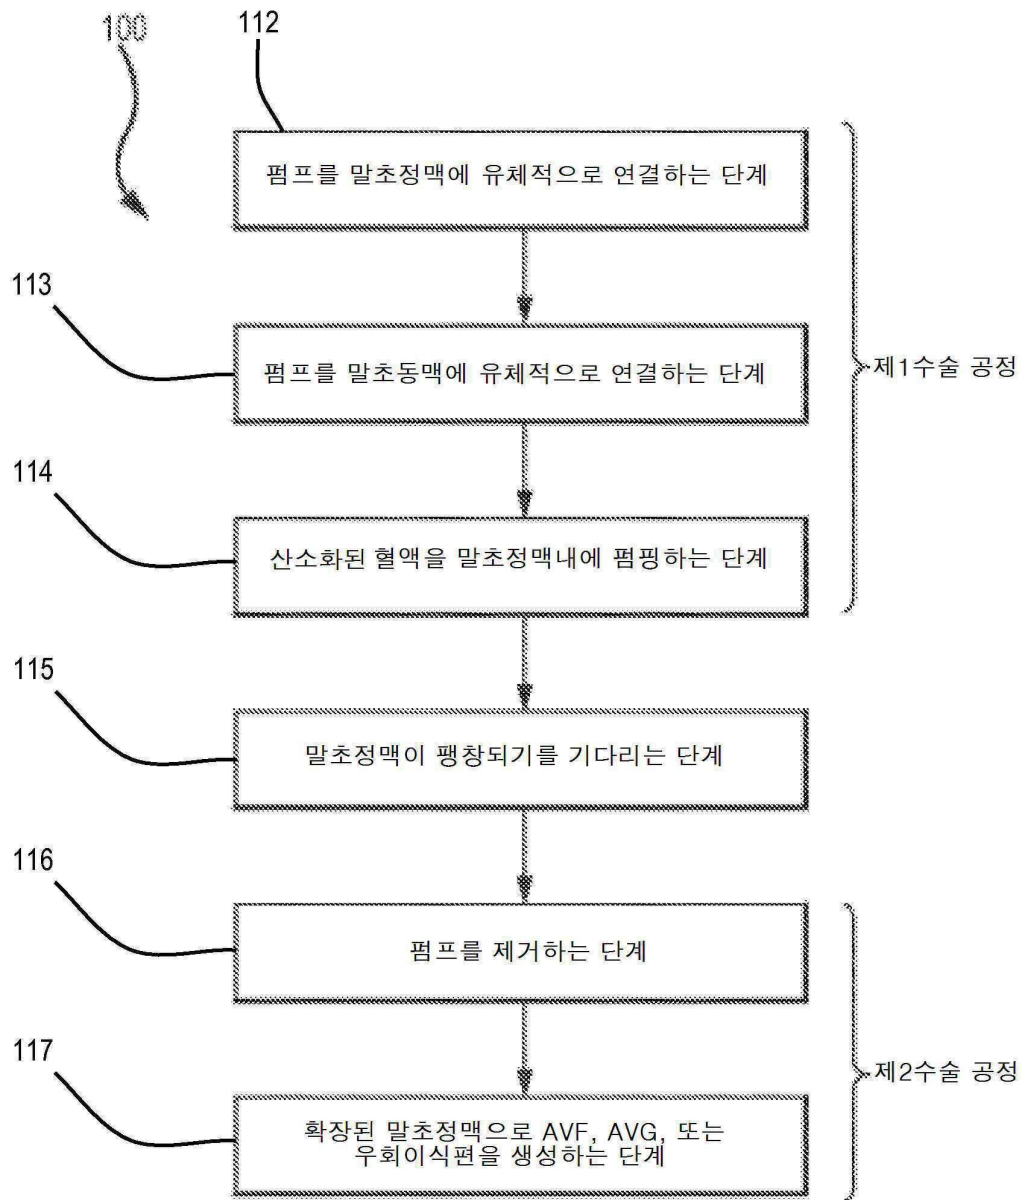 100
112
펌프를 말초정맥에 유체적으로 연결하는 단계
113
펌프를 말초동맥에 유체적으로 연결하는 단계
제1수술 공정
114
산소화된 혈액을 말초정맥내에 펌핑하는 단계
115
말초정맥이 팽창되기를 기다리는 단계
116
펌프를 제거하는 단계
제2수술 공정
117
확장된 말초정맥으로 AVF, AVG, 또는
우회이식편을 생성하는 단계